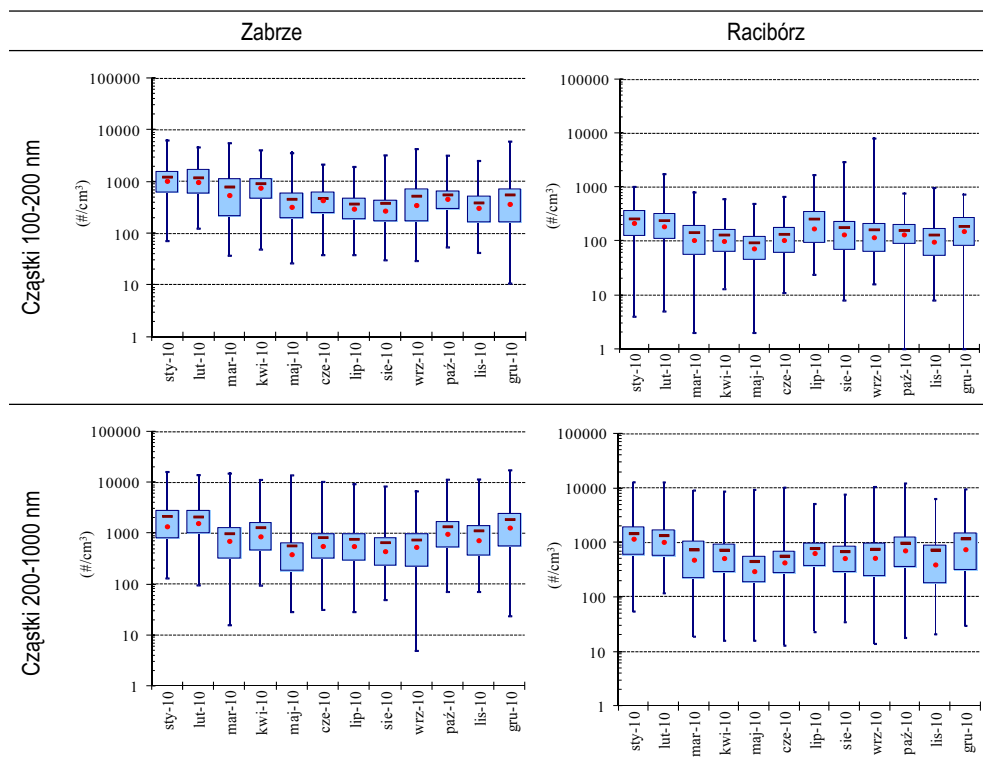 Zabrze
Racibórz
Cząstki 100-200 nm
(#/cm³)
100000
10000
1000
100
10
1
sty-10
lut-10
mar-10
kwi-10
maj-10
cze-10
lip-10
sie-10
wrz-10
paź-10
lis-10
gru-10
(#/cm³)
100000
10000
1000
100
10
1
sty-10
lut-10
mar-10
kwi-10
maj-10
cze-10
lip-10
sie-10
wrz-10
paź-10
lis-10
gru-10
Cząstki 200-1000 nm
(#/cm³)
100000
10000
1000
100
10
1
sty-10
lut-10
mar-10
kwi-10
maj-10
cze-10
lip-10
sie-10
wrz-10
paź-10
lis-10
gru-10
(#/cm³)
100000
10000
1000
100
10
1
sty-10
lut-10
mar-10
kwi-10
maj-10
cze-10
lip-10
sie-10
wrz-10
paź-10
lis-10
gru-10